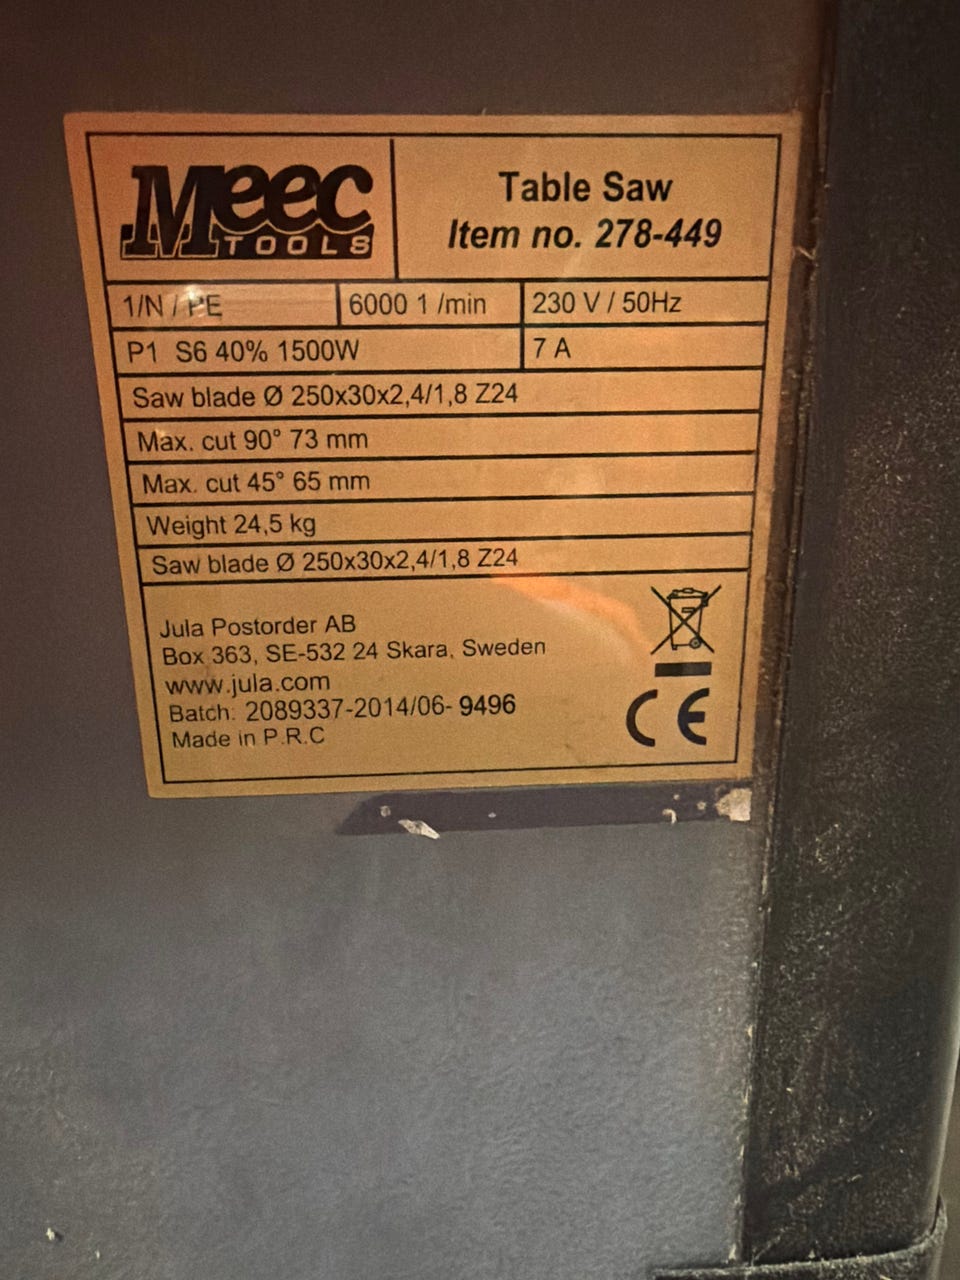 Meec
TOOLS
Table Saw
Item no. 278-449
1/N / PE
6000 1 /min
230 V / 50Hz
P1 S6 40% 1500W
7 A
Saw blade Ø 250x30x2,4/1,8 Z24
Max. cut 90° 73 mm
Max. cut 45° 65 mm
Weight 24,5 kg
Saw blade Ø 250x30x2,4/1,8 Z24
Jula Postorder AB
Box 363, SE-532 24 Skara, Sweden
www.jula.com
Batch: 2089337-2014/06- 9496
Made in P.R.C
CE